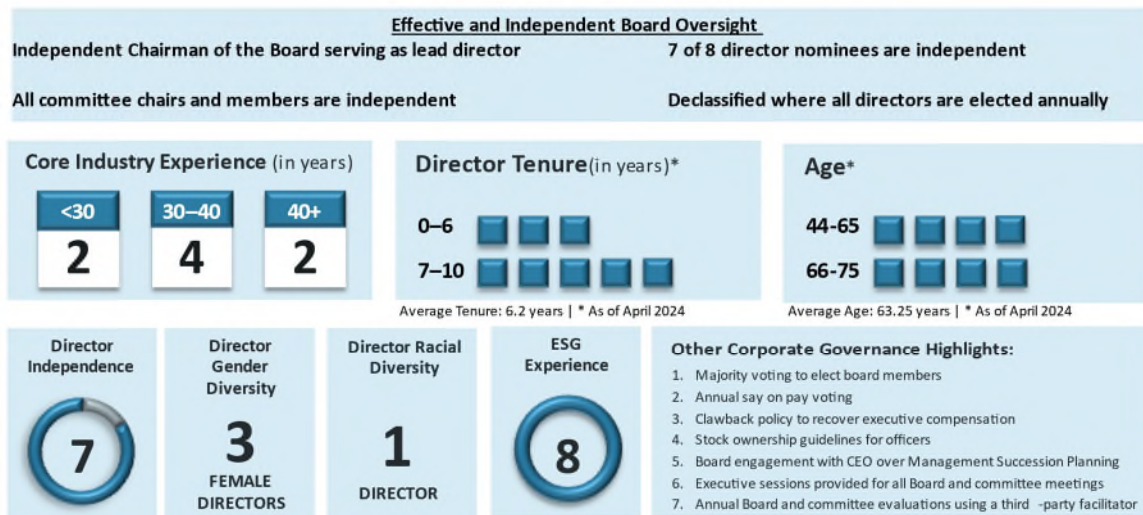 Effective and Independent Board Oversight
Independent Chairman of the Board serving as lead director
7 of 8 director nominees are independent
All committee chairs and members are independent
Declassified where all directors are elected annually
Core Industry Experience (in years)
<30
30–40
40+
2
4
2
Director Tenure(in years)*
0–6
7–10
Average Tenure: 6.2 years | * As of April 2024
Age*
44-65
66-75
Average Age: 63.25 years | * As of April 2024
Director
Independence
7
Director
Gender
Diversity
3
FEMALE
DIRECTORS
Director Racial
Diversity
1
DIRECTOR
ESG
Experience
8
Other Corporate Governance Highlights:
1. Majority voting to elect board members
2. Annual say on pay voting
3. Clawback policy to recover executive compensation
4. Stock ownership guidelines for officers
5. Board engagement with CEO over Management Succession Planning
6. Executive sessions provided for all Board and committee meetings
7. Annual Board and committee evaluations using a third -party facilitator